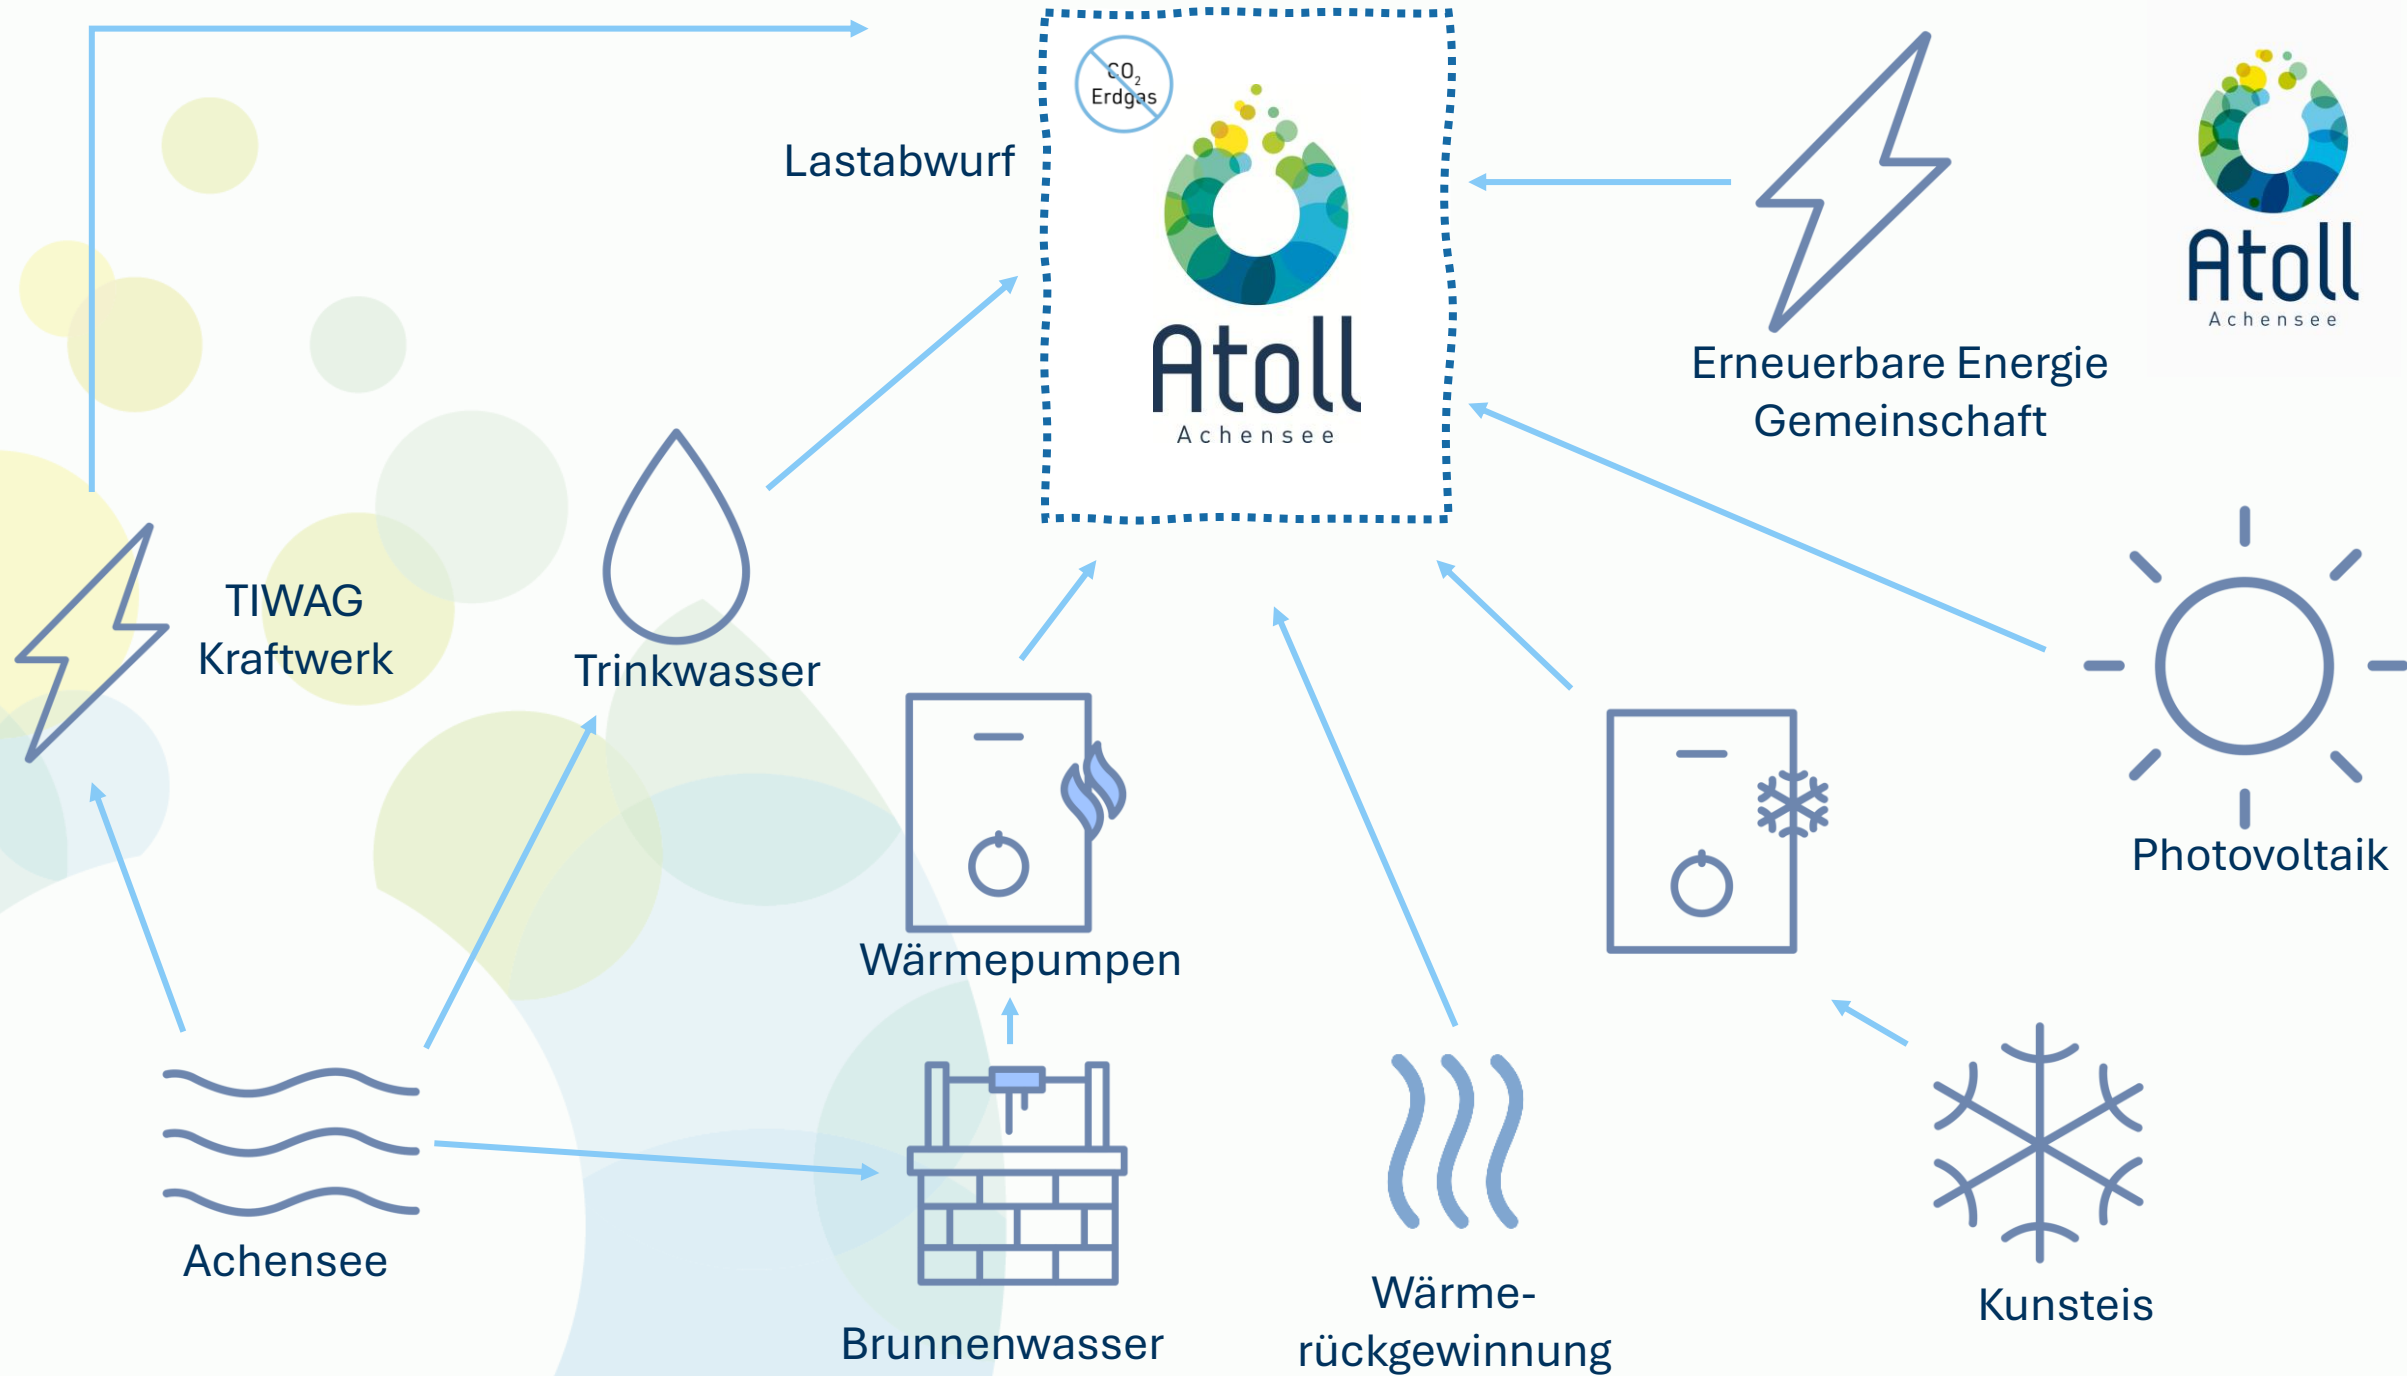 CO2
Erdgas
Lastabwurf
Atoll
Achensee
Erneuerbare Energie
Gemeinschaft
Atoll
Achensee
TIWAG
Kraftwerk
Trinkwasser
Wärmepumpen
Photovoltaik
Achensee
Brunnenwasser
Wärme-
rückgewinnung
Kunsteis